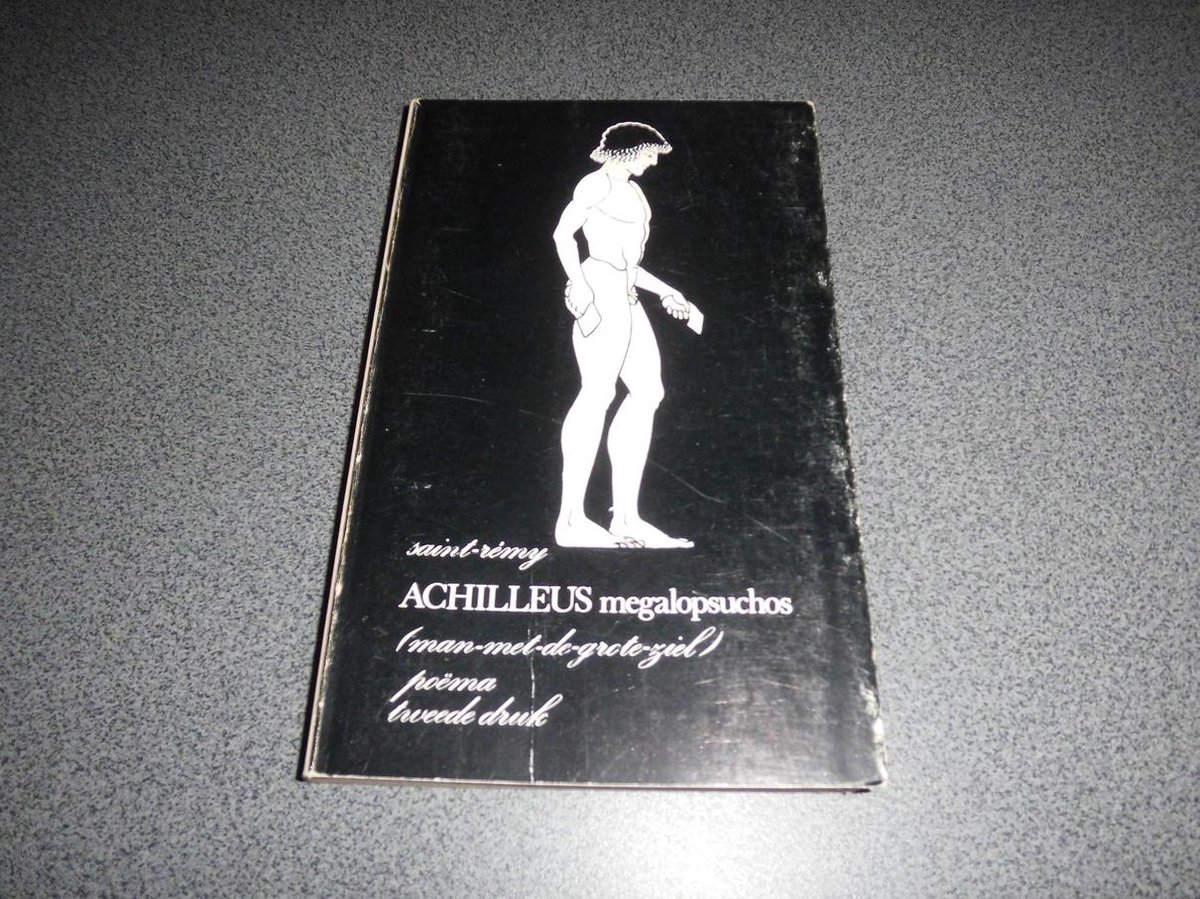 saint-rémy
ACHILLEUS megalopsuchos
(man-met-de-grote-ziel)
poëma
tweede druk